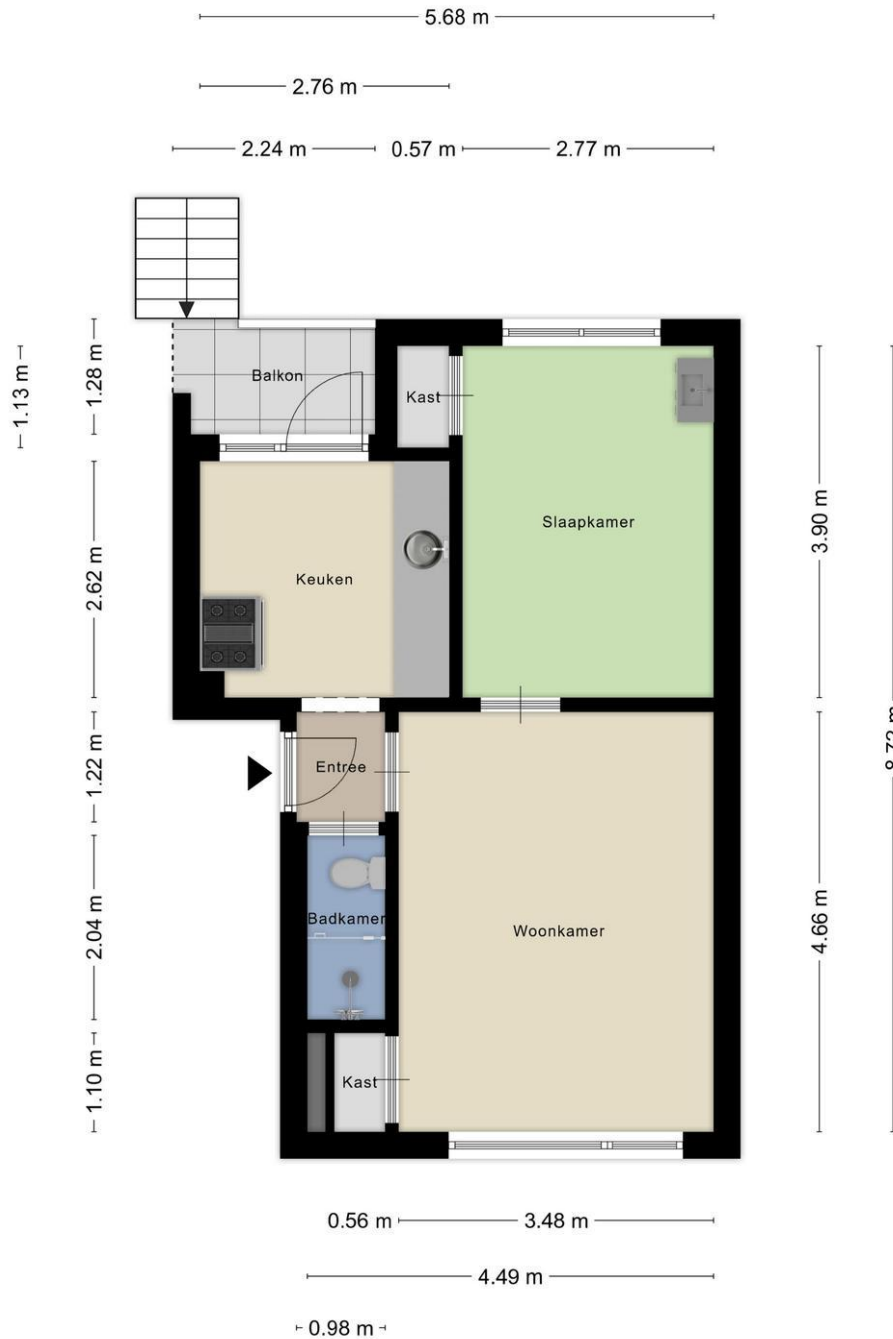 5.68 m
2.76 m
2.24 m 0.57 m 2.77 m
1.13 m
1.28 m
Balkon
Kast
Slaapkamer
3.90 m
2.62 m
Keuken
8.72 m
1.22 m
Entree
2.04 m
Badkamer
Woonkamer
4.66 m
1.10 m
Kast
0.56 m 3.48 m
4.49 m
0.98 m